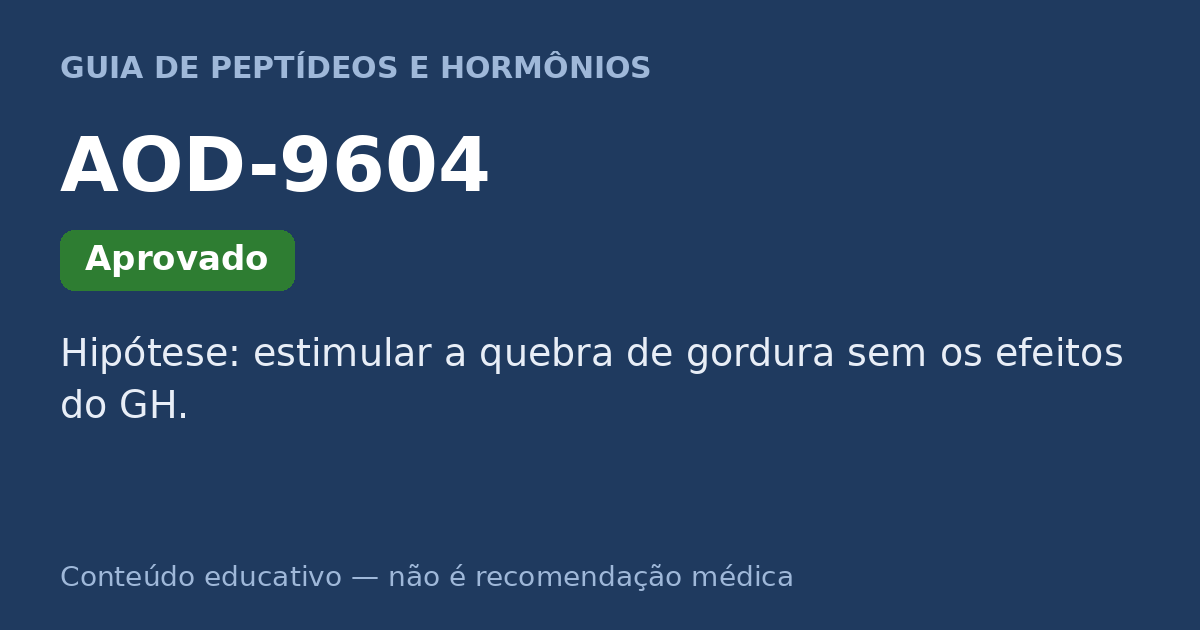 GUIA DE PEPTÍDEOS E HORMÔNIOS
AOD-9604
Aprovado
Hipótese: estimular a quebra de gordura sem os efeitos
do GH.
Conteúdo educativo — não é recomendação médica